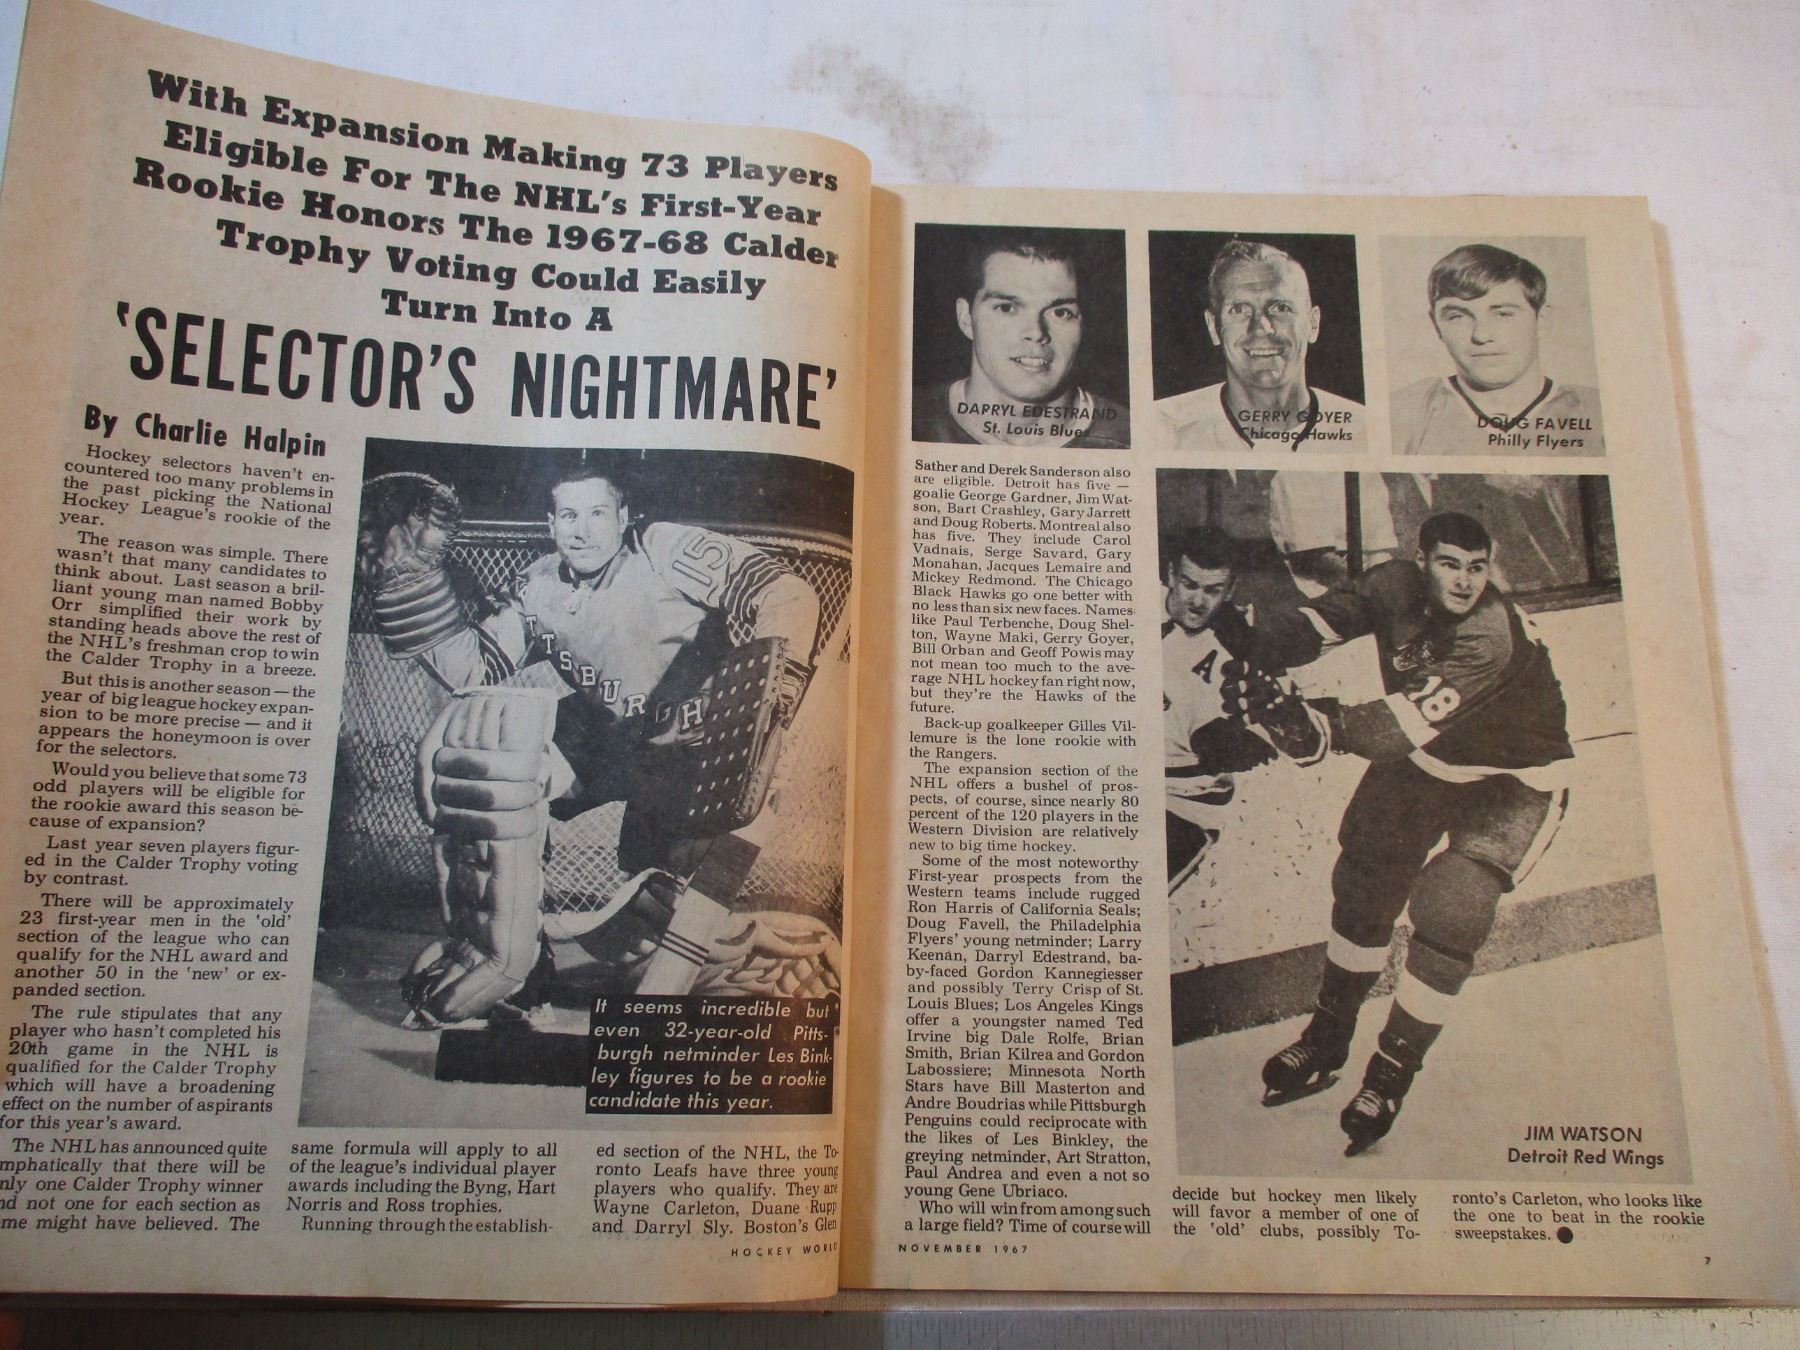 With Expansion Making 73 Players
Eligible For The NHL's First-Year
Rookie Honors The 1967-68 Calder
Trophy Voting Could Easily
Turn Into A
'SELECTOR'S NIGHTMARE'
By Charlie Halpin
Hockey selectors haven't en-
countered too many problems in
the past picking the National
Hockey League's rookie of the
year.
The reason was simple. There
wasn't that many candidates to
think about. Last season a bril-
liant young man named Bobby
Orr simplified their work by
standing heads above the rest of
the NHL's freshman crop to win
the Calder Trophy in a breeze.
But this is another season — the
year of big league hockey expan-
sion to be more precise — and it
appears the honeymoon is over
for the selectors.
Would you believe that some 73
odd players will be eligible for
the rookie award this season be-
cause of expansion?
Last year seven players figur-
ed in the Calder Trophy voting
by contrast.
There will be approximately
23 first-year men in the 'old'
section of the league who can
qualify for the NHL award and
another 50 in the 'new' or ex-
panded section.
The rule stipulates that any
player who hasn't completed his
20th game in the NHL is
qualified for the Calder Trophy
which will have a broadening
effect on the number of aspirants
for this year's award.
The NHL has announced quite
mphatically that there will be
nly one Calder Trophy winner
nd not one for each section as
me might have believed. The
15
TTSBURGH
It seems incredible but
even 32-year-old Pitts-
burgh netminder Les Bink-
ley figures to be a rookie
candidate this year.
same formula will apply to all
of the league's individual player
awards including the Byng, Hart
Norris and Ross trophies.
Running through the establish-
ed section of the NHL, the To-
ronto Leafs have three young
players who qualify. They are
Wayne Carleton, Duane Rupp
and Darryl Sly. Boston's Glen
HOCKEY WORLD
DARRYL EDESTRAND
St. Louis Blues
GERRY GOYER
Chicago Hawks
DOUG FAVELL
Philly Flyers
Sather and Derek Sanderson also
are eligible. Detroit has five —
goalie George Gardner, Jim Wat-
son, Bart Crashley, Gary Jarrett
and Doug Roberts. Montreal also
has five. They include Carol
Vadnais, Serge Savard, Gary
Monahan, Jacques Lemaire and
Mickey Redmond. The Chicago
Black Hawks go one better with
no less than six new faces. Names
like Paul Terbenche, Doug Shel-
ton, Wayne Maki, Gerry Goyer,
Bill Orban and Geoff Powis may
not mean too much to the ave-
rage NHL hockey fan right now,
but they're the Hawks of the
future.
Back-up goalkeeper Gilles Vil-
lemure is the lone rookie with
the Rangers.
The expansion section of the
NHL offers a bushel of pros-
pects, of course, since nearly 80
percent of the 120 players in the
Western Division are relatively
new to big time hockey.
Some of the most noteworthy
First-year prospects from the
Western teams include rugged
Ron Harris of California Seals;
Doug Favell, the Philadelphia
Flyers' young netminder; Larry
Keenan, Darryl Edestrand, ba-
by-faced Gordon Kannegiesser
and possibly Terry Crisp of St.
Louis Blues; Los Angeles Kings
offer a youngster named Ted
Irvine big Dale Rolfe, Brian
Smith, Brian Kilrea and Gordon
Labossiere; Minnesota North
Stars have Bill Masterton and
Andre Boudrias while Pittsburgh
Penguins could reciprocate with
the likes of Les Binkley, the
greying netminder, Art Stratton,
Paul Andrea and even a not so
young Gene Ubriaco.
Who will win from among such
a large field? Time of course will
A
18
JIM WATSON
Detroit Red Wings
decide but hockey men likely
will favor a member of one of
the 'old' clubs, possibly To-
ronto's Carleton, who looks like
the one to beat in the rookie
sweepstakes.
NOVEMBER 1967
7